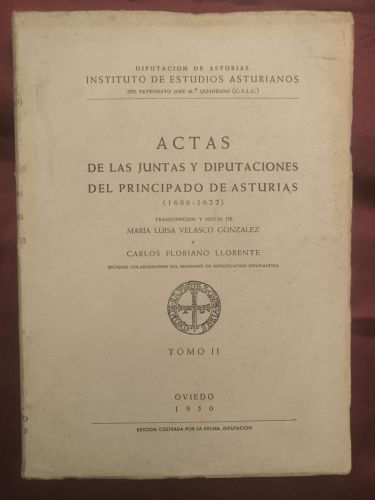 DIPUTACION DE ASTURIAS
INSTITUTO DE ESTUDIOS ASTURIANOS
DEL PATRONATO JOSE M.ª QUADRADO (C.S.I.C.)
ACTAS
DE LAS JUNTAS Y DIPUTACIONES
DEL PRINCIPADO DE ASTURIAS
(1606-1622)
TRANSCRIPCION Y NOTAS DE
MARIA LUISA VELASCO GONZALEZ
Y
CARLOS FLORIANO LLORENTE
BECARIOS COLABORADORES DEL SEMINARIO DE INVESTIGACION DIPLOMATICA
TOMO II
OVIEDO
1950
EDICION COSTEADA POR LA EXCMA. DIPUTACION